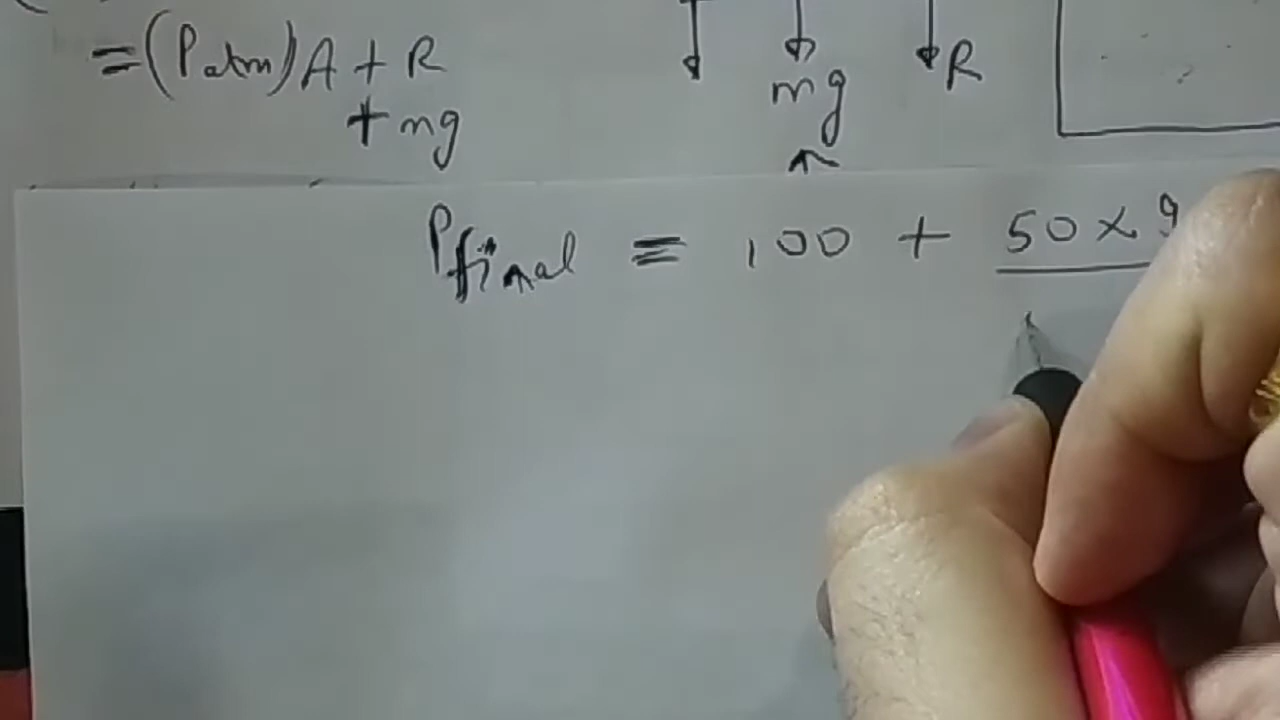 = (Patm) A + R
+ mg
mg
R
Pfinal = 100 + 50 × 9